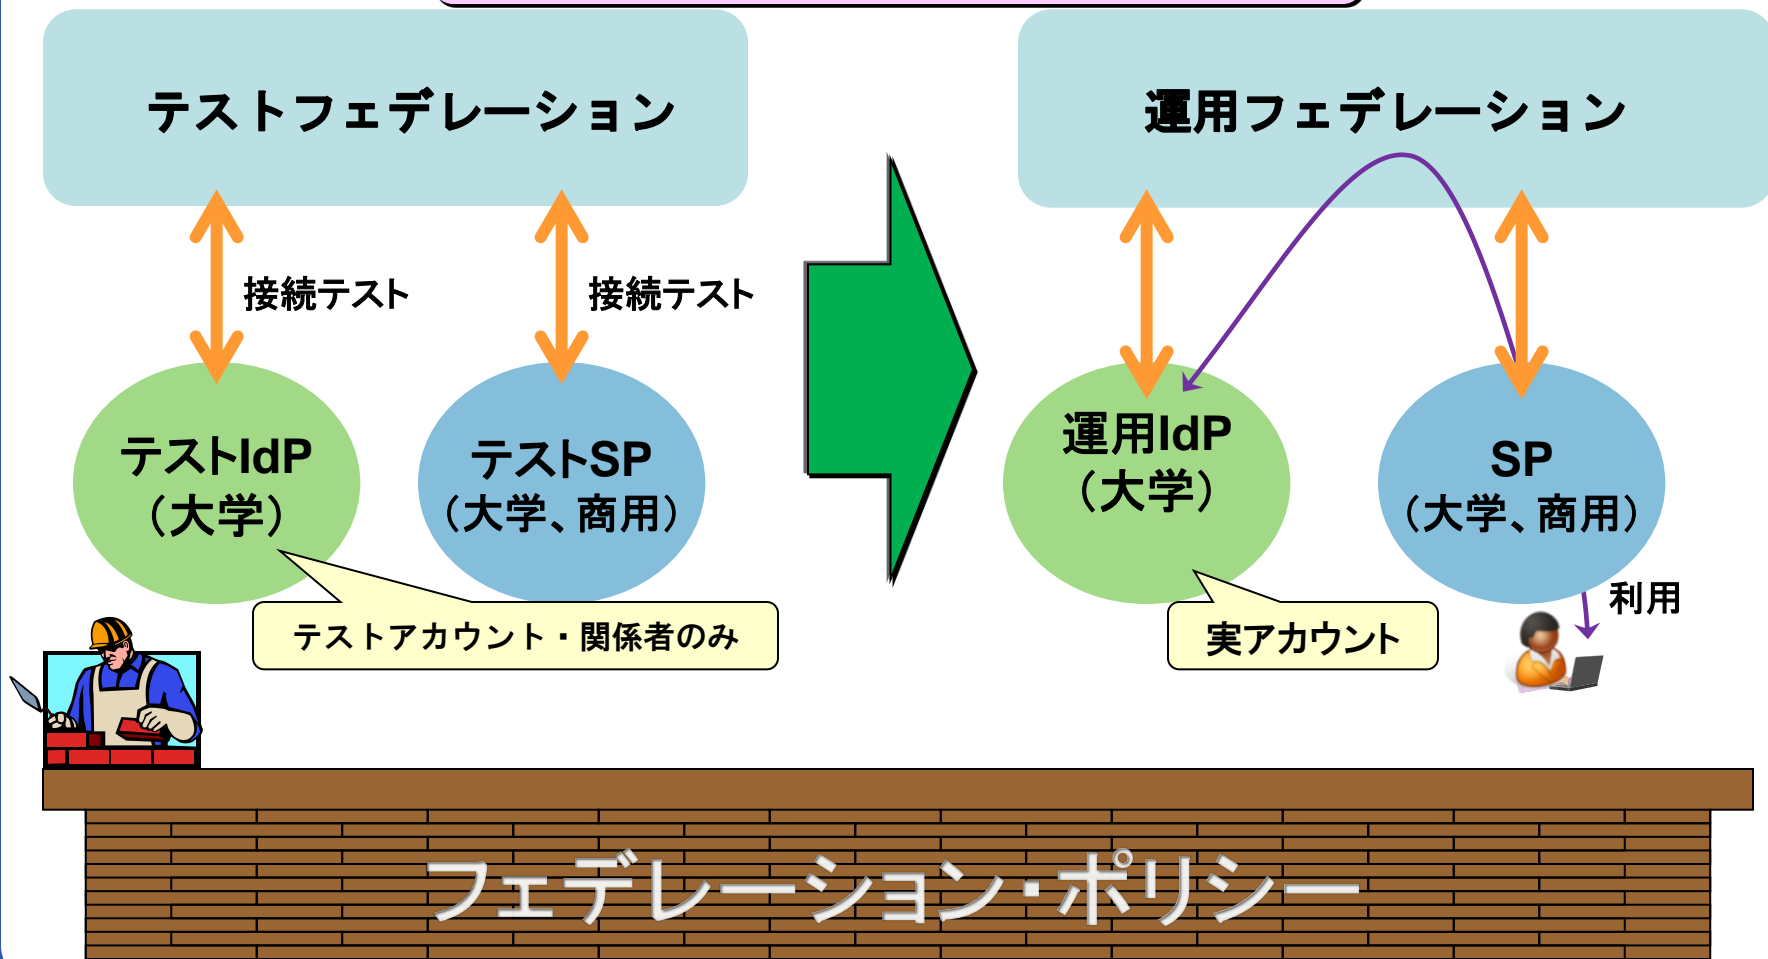 テストフェデレーション
運用フェデレーション
接続テスト
接続テスト
テストIdP
（大学）
テストSP
（大学、商用）
運用IdP
（大学）
SP
（大学、商用）
利用
テストアカウント・関係者のみ
実アカウント
フェデレーション・ポリシー